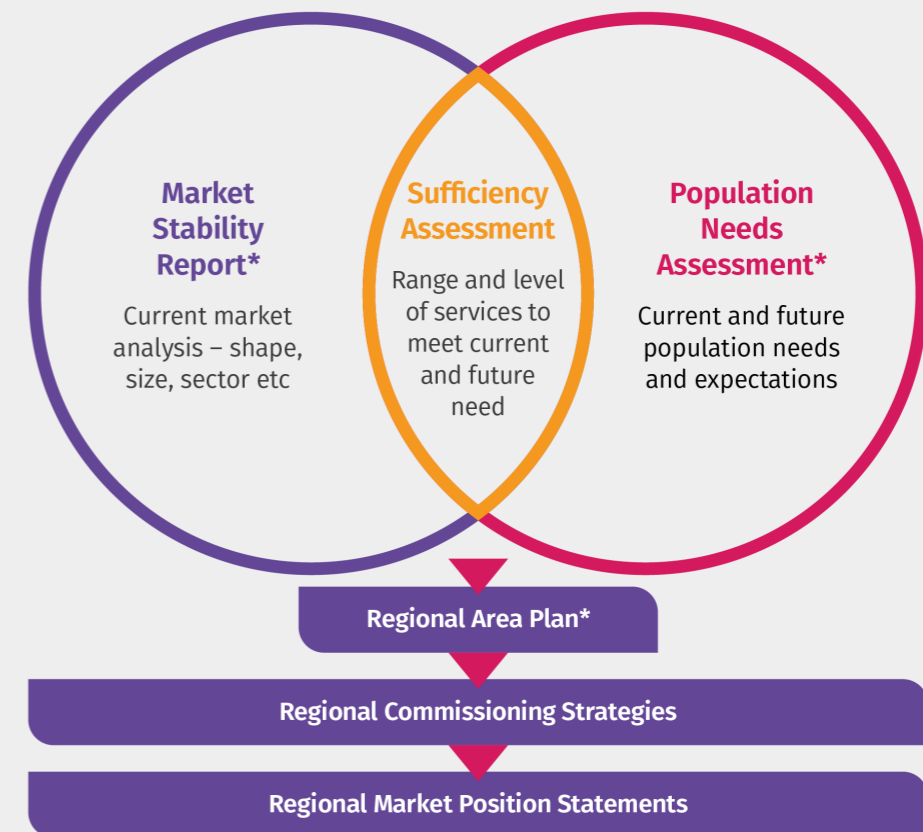 Market
Stability
Report*
Current market
analysis – shape,
size, sector etc
Sufficiency
Assessment
Range and level
of services to
meet current
and future
need
Population
Needs
Assessment*
Current and future
population needs
and expectations
Regional Area Plan*
Regional Commissioning Strategies
Regional Market Position Statements